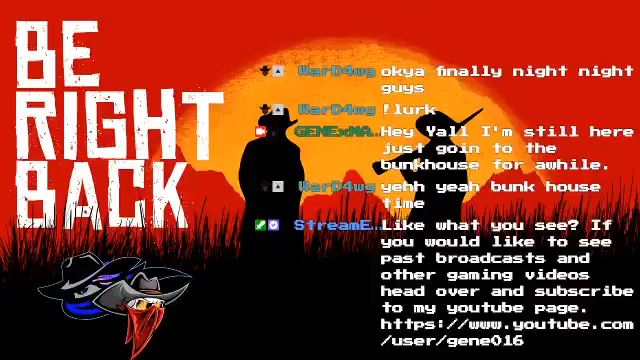 BE
RIGHT
BACK
WarD4wg okya finally night night
guys
WarD4wg !lurk
GENExMA.. Hey Yall I'm still here
just goin to the
bunkhouse for awhile.
WarD4wg yehh yeah bunk house
time
StreamE.. Like what you see? If
you would like to see
past broadcasts and
other gaming videos
head over and subscribe
to my youtube page.
https://www.youtube.com
/user/gene016